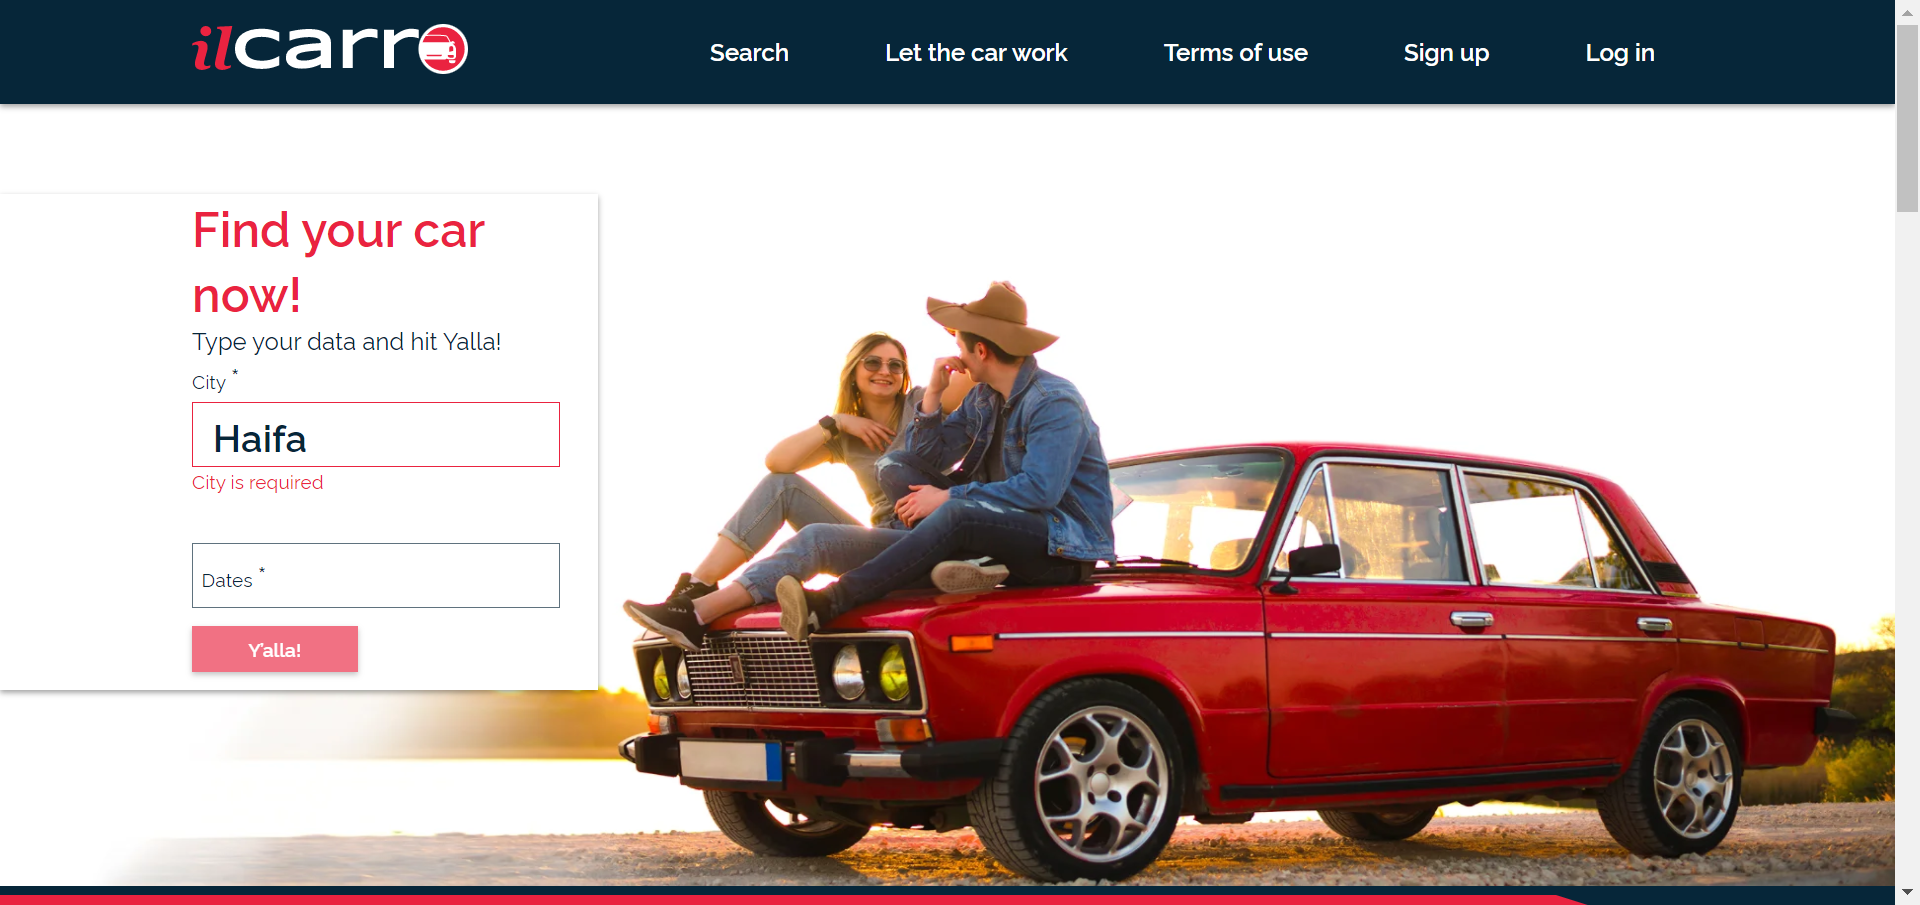 ilcarro
Search
Let the car work
Terms of use
Sign up
Log in
Find your car
now!
Type your data and hit Yalla!
City *
Haifa
City is required
Dates *
Y'alla!